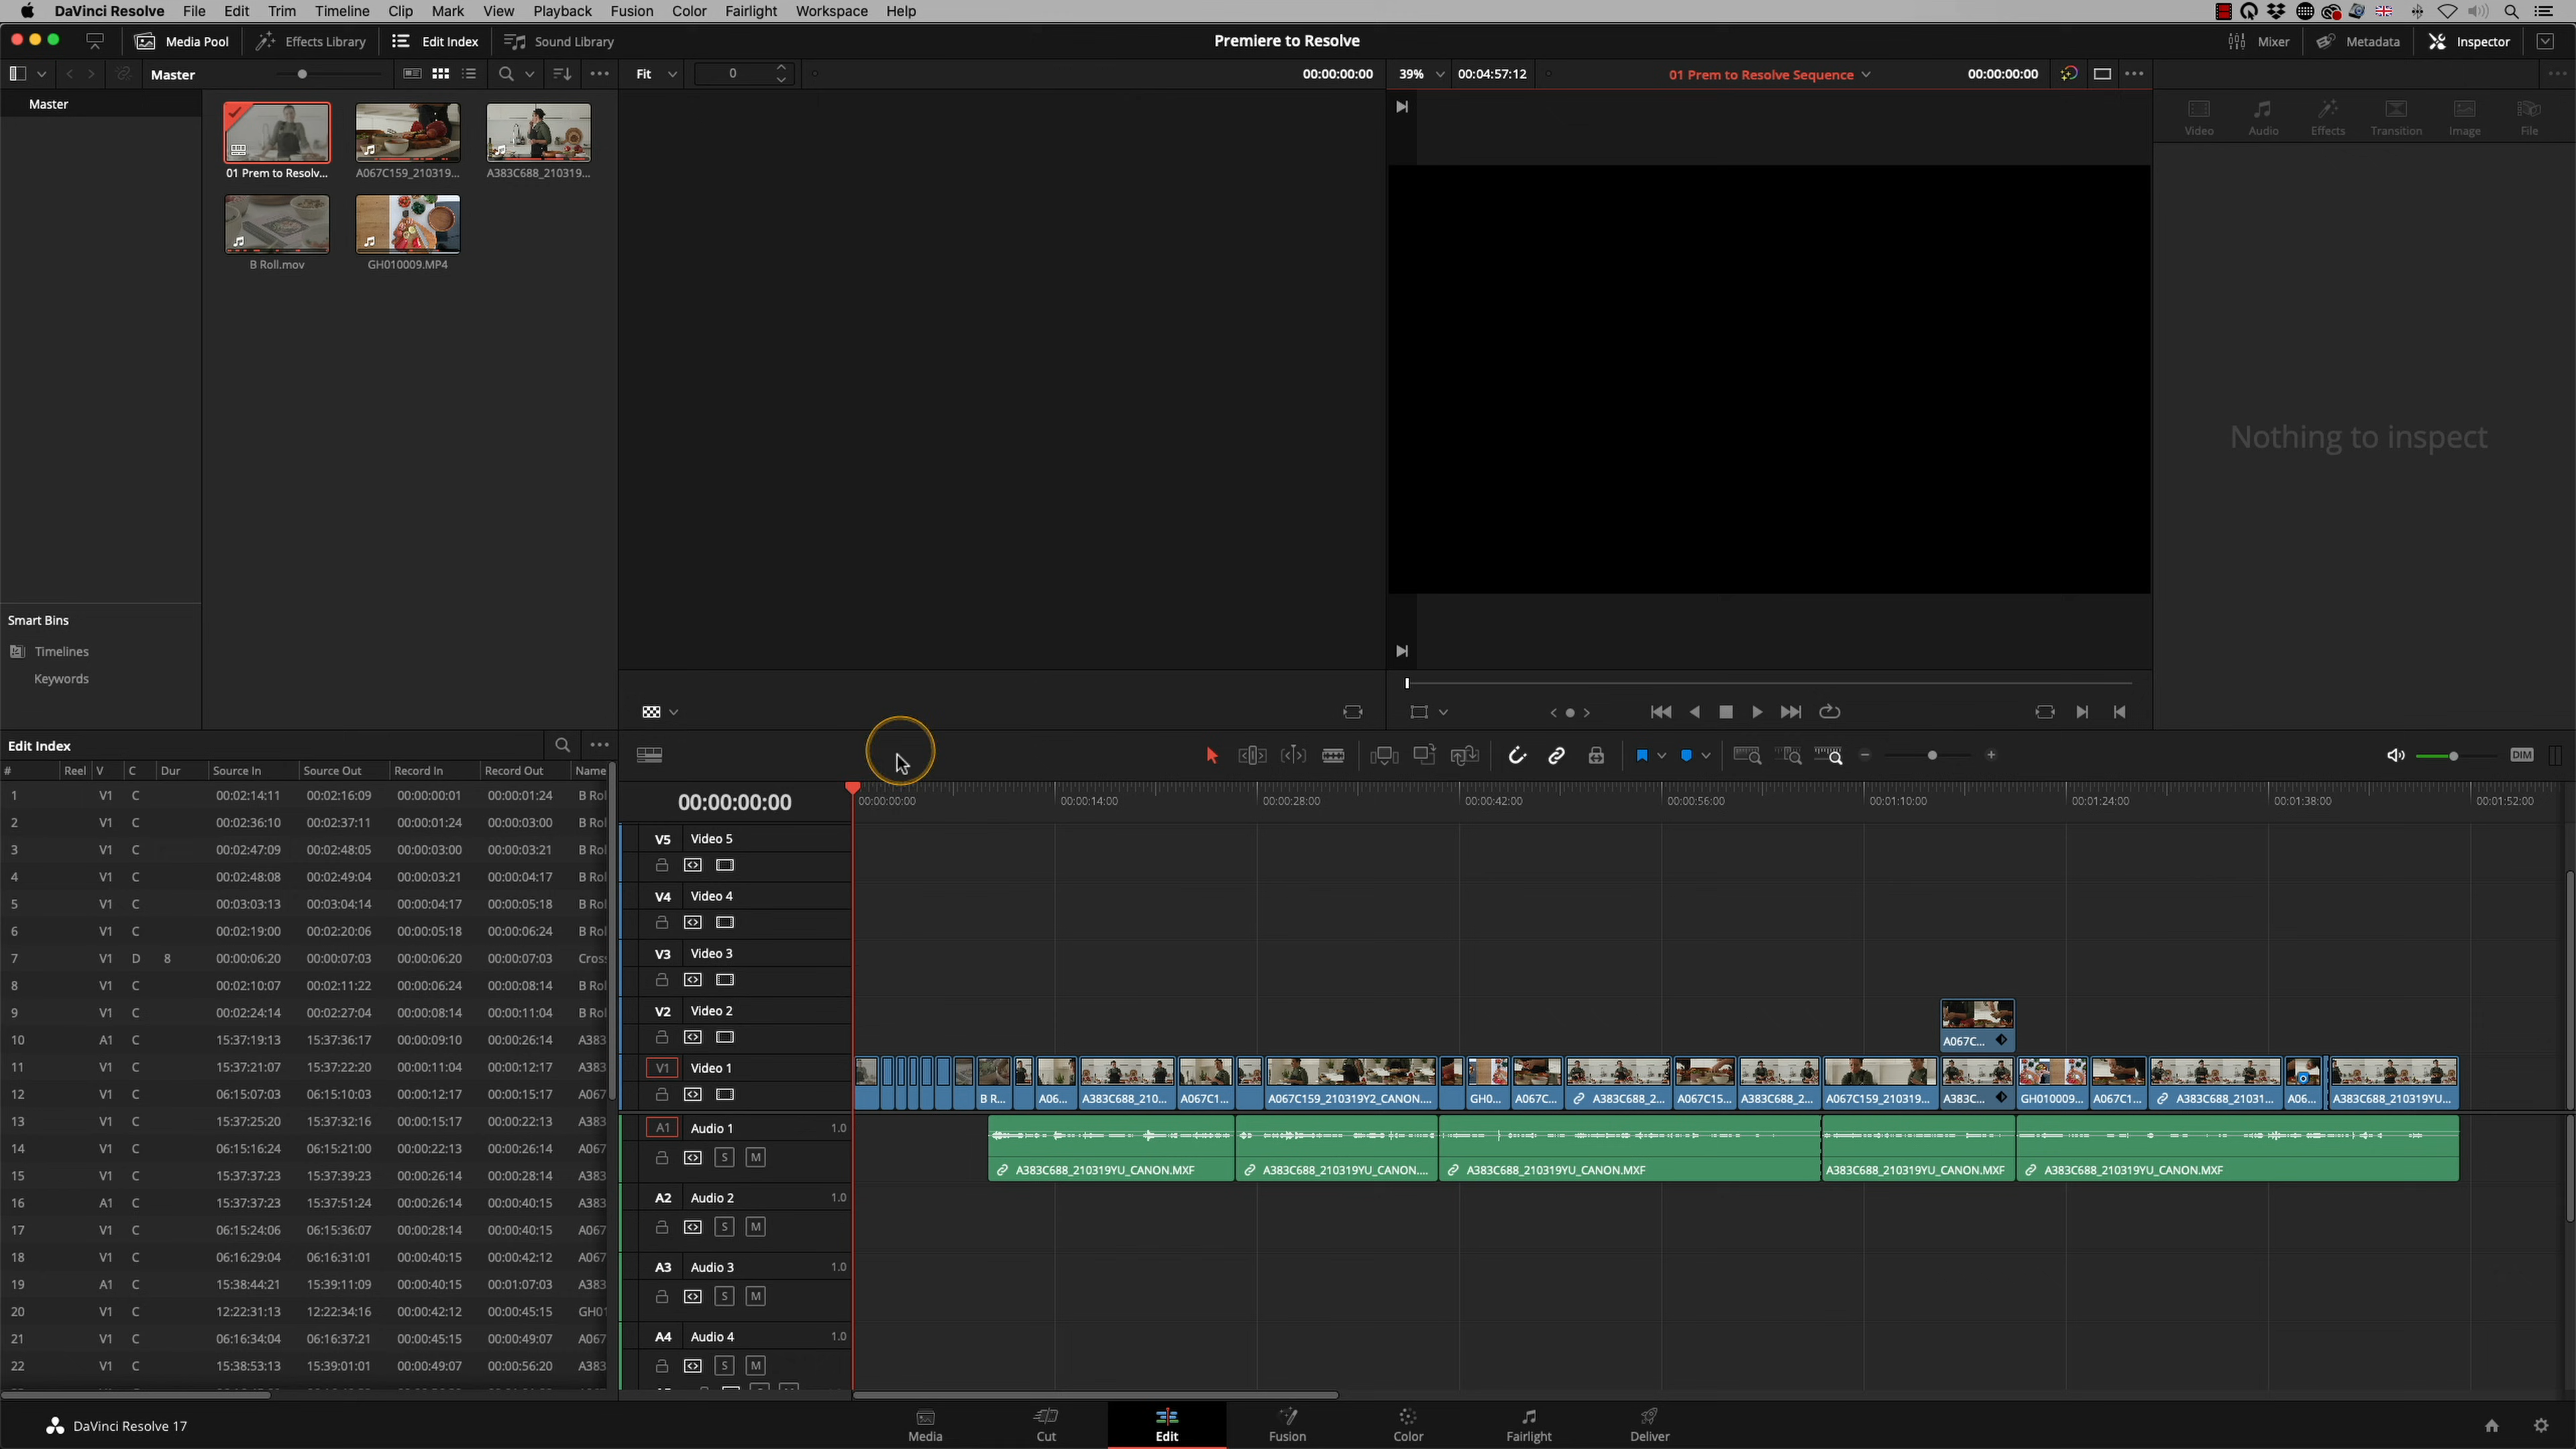 DaVinci Resolve File Edit Trim Timeline Clip Mark View Playback Fusion Color Fairlight Workspace Help
Media Pool Effects Library Edit Index Sound Library Premiere to Resolve Mixer Metadata Inspector
Master Fit 0 00:00:00:00 39% 00:04:57:12 01 Prem to Resolve Sequence 00:00:00:00
Master
Video Audio Effects Transition Image File
01 Prem to Resolv... A067C159_210319... A383C688_210319...
B Roll.mov GH010009.MP4
Nothing to inspect
Smart Bins
Timelines
Keywords
Edit Index
DIM
# Reel V C Dur Source In Source Out Record In Record Out Name
1 V1 C 00:02:14:11 00:02:16:09 00:00:00:01 00:00:01:24 B Rol
2 V1 C 00:02:36:10 00:02:37:11 00:00:01:24 00:00:03:00 B Rol
3 V1 C 00:02:47:09 00:02:48:05 00:00:03:00 00:00:03:21 B Rol
4 V1 C 00:02:48:08 00:02:49:04 00:00:03:21 00:00:04:17 B Rol
5 V1 C 00:03:03:13 00:03:04:14 00:00:04:17 00:00:05:18 B Rol
6 V1 C 00:02:19:00 00:02:20:06 00:00:05:18 00:00:06:24 B Rol
7 V1 D 8 00:00:06:20 00:00:07:03 00:00:06:20 00:00:07:03 Cros
8 V1 C 00:02:10:07 00:02:11:22 00:00:06:24 00:00:08:14 B Rol
9 V1 C 00:02:24:14 00:02:27:04 00:00:08:14 00:00:11:04 B Rol
10 A1 C 15:37:19:13 15:37:36:17 00:00:09:10 00:00:26:14 A383
11 V1 C 15:37:21:07 15:37:22:20 00:00:11:04 00:00:12:17 A383
12 V1 C 06:15:07:03 06:15:10:03 00:00:12:17 00:00:15:17 A067
13 V1 C 15:37:25:20 15:37:32:16 00:00:15:17 00:00:22:13 A383
14 V1 C 06:15:16:24 06:15:21:00 00:00:22:13 00:00:26:14 A067
15 V1 C 15:37:37:23 15:37:39:23 00:00:26:14 00:00:28:14 A383
16 A1 C 15:37:37:23 15:37:51:24 00:00:26:14 00:00:40:15 A383
17 V1 C 06:15:24:06 06:15:36:07 00:00:28:14 00:00:40:15 A067
18 V1 C 06:16:29:04 06:16:31:01 00:00:40:15 00:00:42:12 A067
19 A1 C 15:38:44:21 15:39:11:09 00:00:40:15 00:01:07:03 A383
20 V1 C 12:22:31:13 12:22:34:16 00:00:42:12 00:00:45:15 GH01
21 V1 C 06:16:34:04 06:16:37:21 00:00:45:15 00:00:49:07 A067
22 V1 C 15:38:53:13 15:39:01:01 00:00:49:07 00:00:56:20 A383
00:00:00:00 00:00:00:00 00:00:14:00 00:00:28:00 00:00:42:00 00:00:56:00 00:01:10:00 00:01:24:00 00:01:38:00 00:01:52:00
V5 Video 5
V4 Video 4
V3 Video 3
V2 Video 2
A067C...
V1 Video 1
B R... A06... A383C688_210... A067C1... A067C159_210319Y2_CANON.... GH0... A067C... A383C688_2... A067C15... A383C688_2... A067C159_210319... A383C... GH010009... A067C1... A383C688_21031... A06... A383C688_210319YU...
A1 Audio 1 1.0
S M
A383C688_210319YU_CANON.MXF A383C688_210319YU_CANON.... A383C688_210319YU_CANON.MXF A383C688_210319YU_CANON.MXF A383C688_210319YU_CANON.MXF
A2 Audio 2 1.0
S M
A3 Audio 3 1.0
S M
A4 Audio 4 1.0
S M
DaVinci Resolve 17 Media Cut Edit Fusion Color Fairlight Deliver